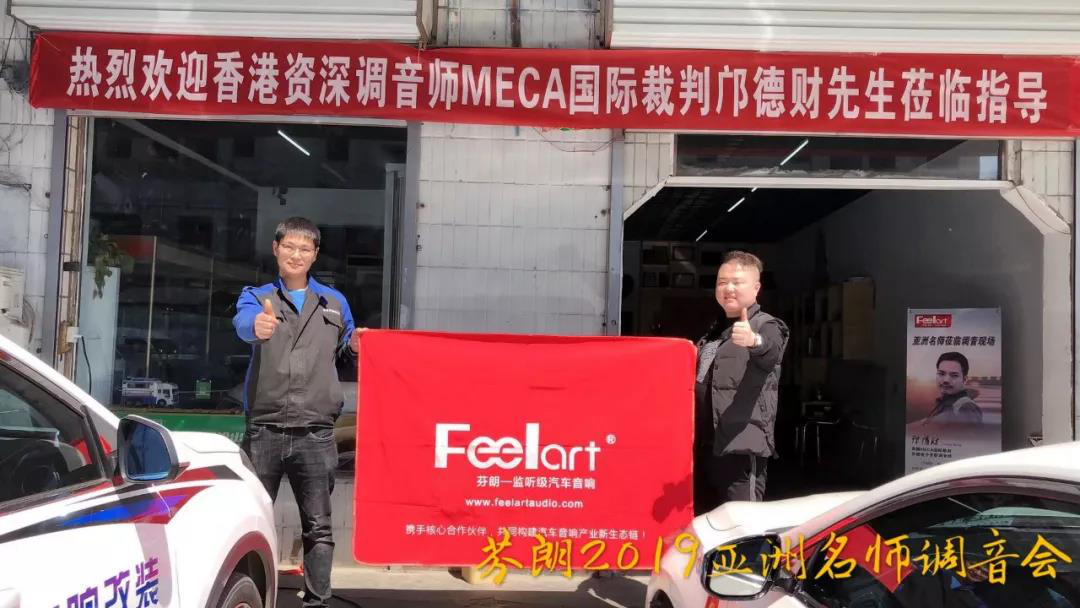 热烈欢迎香港资深调音师MECA国际裁判邝德财先生莅临指导
Feelart
亚洲名师莅临调音现场
Feelart®
芬朗—监听级汽车音响
www.feelartaudio.com
携手核心合作伙伴，共同构建汽车音响产业新生态链！
芬朗2019亚洲名师调音会
音响改装